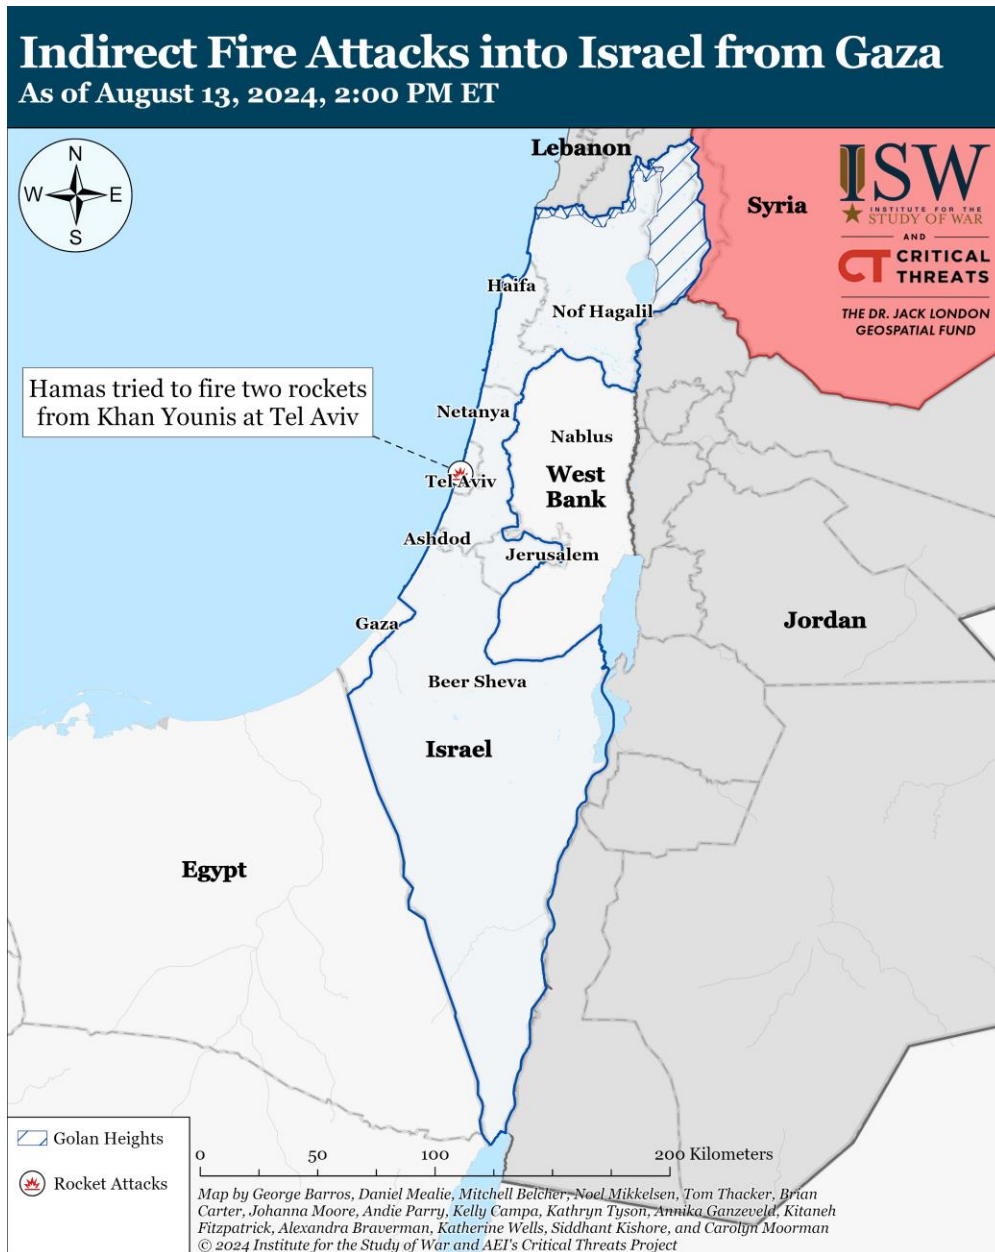 Indirect Fire Attacks into Israel from Gaza
As of August 13, 2024, 2:00 PM ET
N
W
E
S
Lebanon
Syria
ISW
INSTITUTE FOR THE
STUDY OF WAR
AND
CT CRITICAL
THREATS
THE DR. JACK LONDON
GEOSPATIAL FUND
Haifa
Nof Hagalil
Hamas tried to fire two rockets
from Khan Younis at Tel Aviv
Netanya
Nablus
Tel Aviv
West
Bank
Ashdod
Jerusalem
Gaza
Jordan
Beer Sheva
Israel
Egypt
Golan Heights
Rocket Attacks
0 50 100 200 Kilometers
Map by George Barros, Daniel Mealie, Mitchell Belcher, Noel Mikkelsen, Tom Thacker, Brian
Carter, Johanna Moore, Andie Parry, Kelly Campa, Kathryn Tyson, Annika Ganzeveld, Kitaneh
Fitzpatrick, Alexandra Braverman, Katherine Wells, Siddhant Kishore, and Carolyn Moorman
© 2024 Institute for the Study of War and AEI's Critical Threats Project